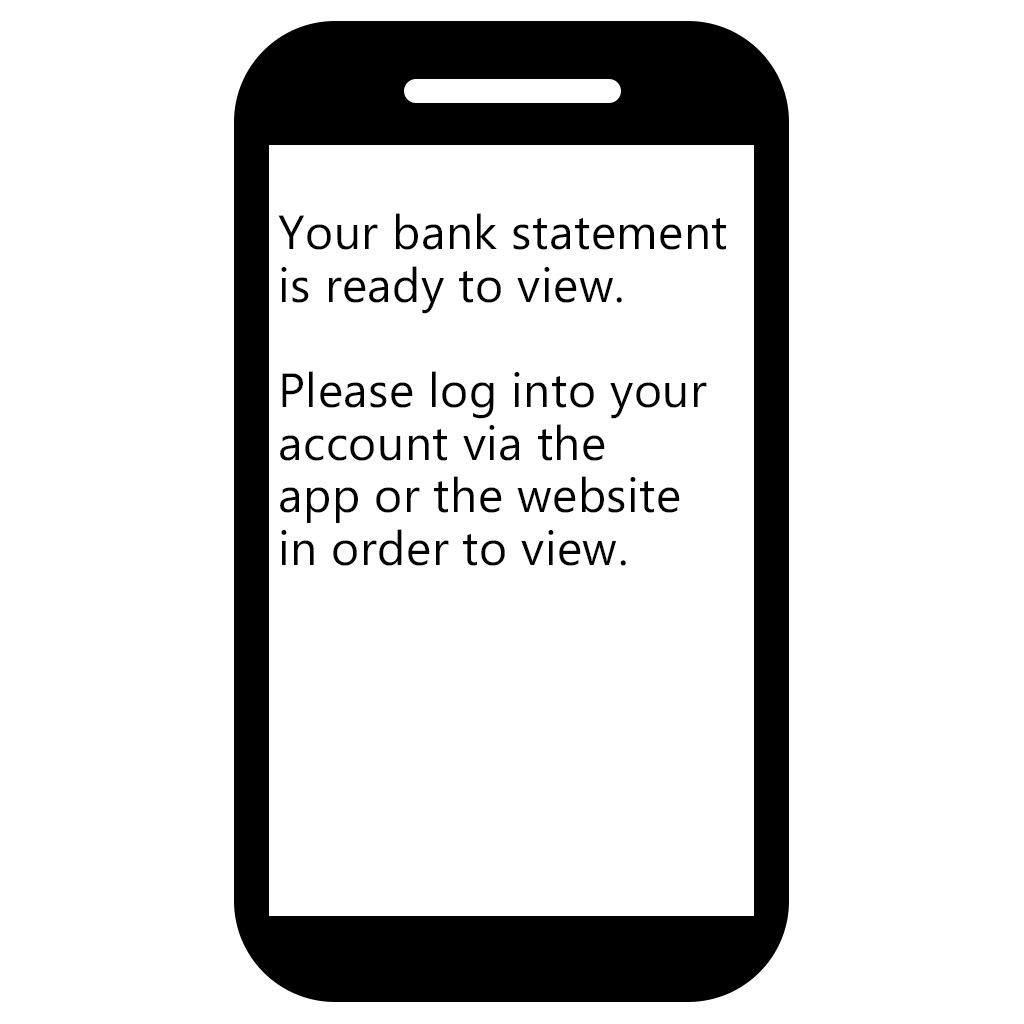 Your bank statement
is ready to view.
Please log into your
account via the
app or the website
in order to view.